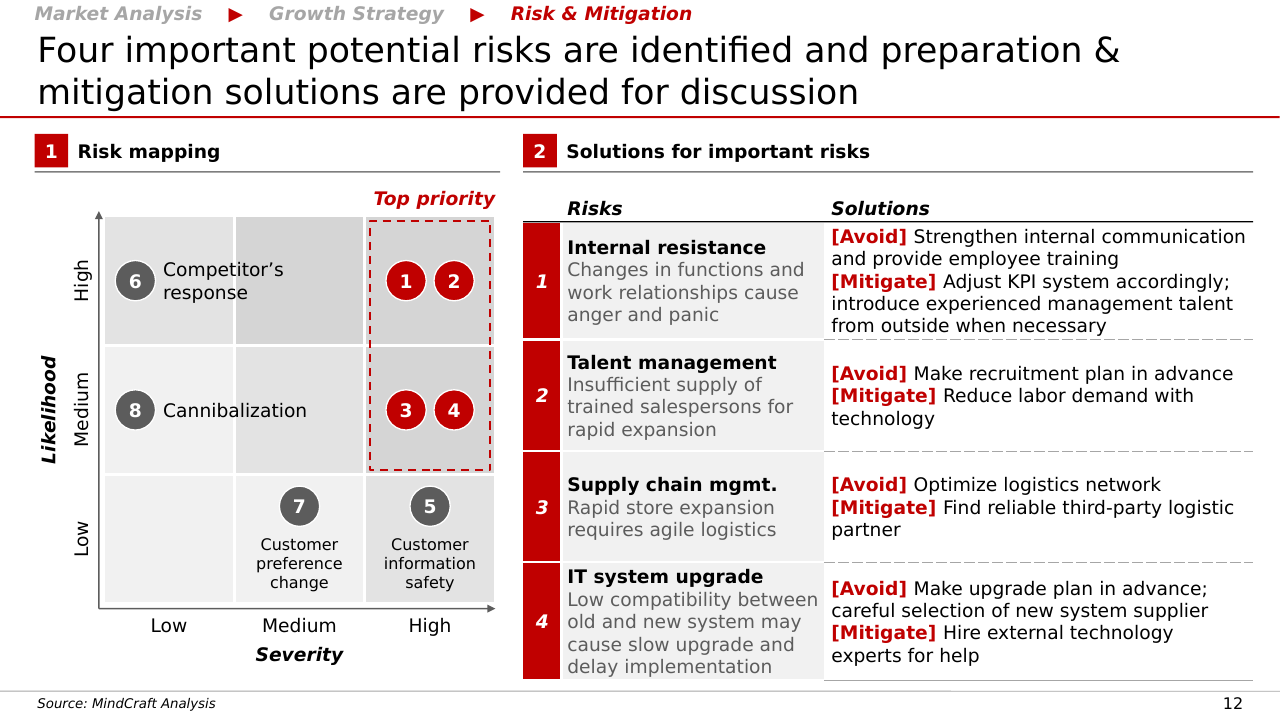 Market Analysis ▶ Growth Strategy ▶ Risk & Mitigation
Four important potential risks are identified and preparation &
mitigation solutions are provided for discussion
1 Risk mapping
Top priority
Likelihood
High
Medium
Low
6 Competitor’s
response
1 2
8 Cannibalization
3 4
7
Customer
preference
change
5
Customer
information
safety
Low Medium High
Severity
2 Solutions for important risks
Risks Solutions
1
Internal resistance
Changes in functions and
work relationships cause
anger and panic
[Avoid] Strengthen internal communication
and provide employee training
[Mitigate] Adjust KPI system accordingly;
introduce experienced management talent
from outside when necessary
2
Talent management
Insufficient supply of
trained salespersons for
rapid expansion
[Avoid] Make recruitment plan in advance
[Mitigate] Reduce labor demand with
technology
3
Supply chain mgmt.
Rapid store expansion
requires agile logistics
[Avoid] Optimize logistics network
[Mitigate] Find reliable third-party logistic
partner
4
IT system upgrade
Low compatibility between
old and new system may
cause slow upgrade and
delay implementation
[Avoid] Make upgrade plan in advance;
careful selection of new system supplier
[Mitigate] Hire external technology
experts for help
Source: MindCraft Analysis
12